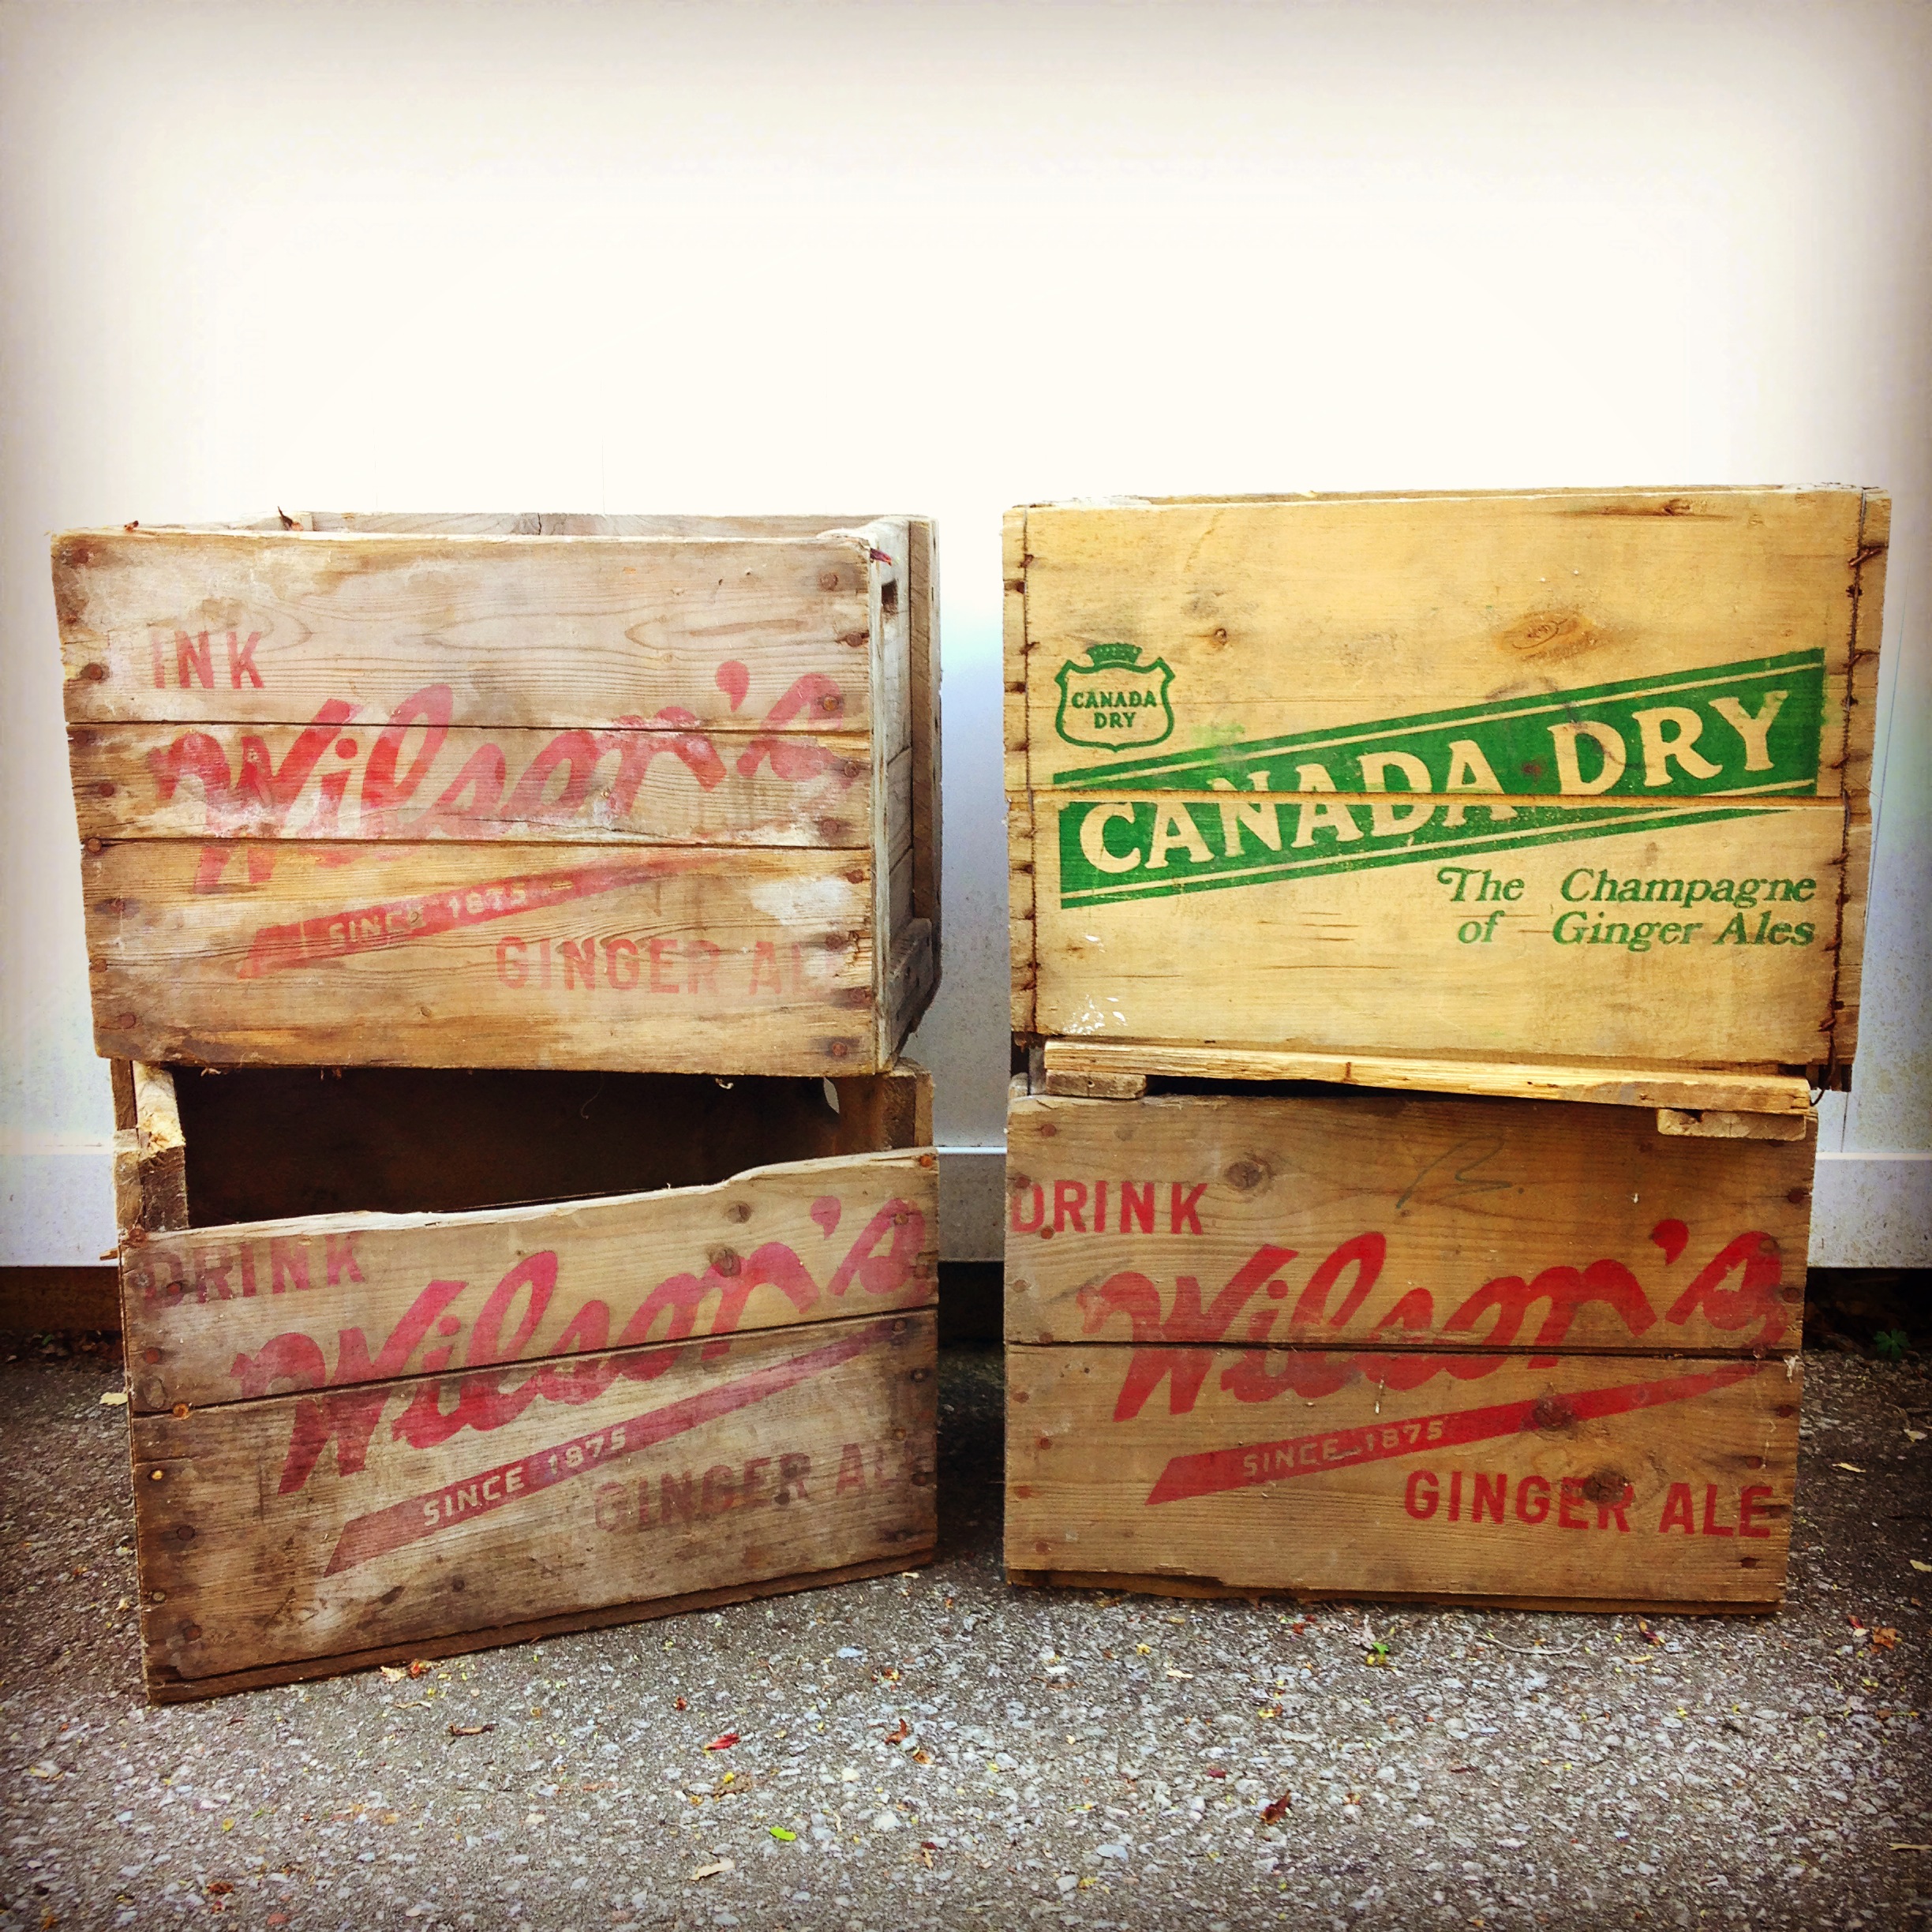 INK
Wilson's
SINCE 1875
GINGER AL
CANADA
DRY
CANADA DRY
The Champagne
of Ginger Ales
DRINK
Wilson's
SINCE 1875
GINGER AL
DRINK
Wilson's
SINCE 1875
GINGER ALE